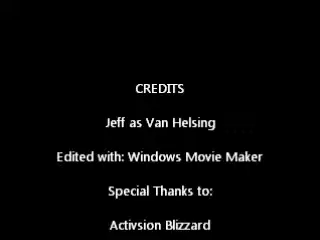 CREDITS
Jeff as Van Helsing
Edited with: Windows Movie Maker
Special Thanks to:
Activsion Blizzard